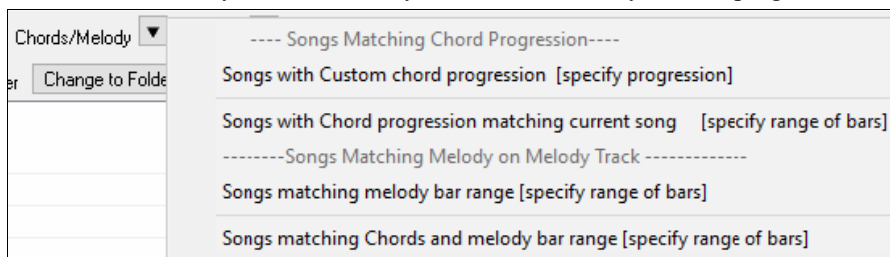 Chords/Melody ▼
---- Songs Matching Chord Progression----
Songs with Custom chord progression [specify progression]
er Change to Folde
Songs with Chord progression matching current song [specify range of bars]
--------Songs Matching Melody on Melody Track -------------
Songs matching melody bar range [specify range of bars]
Songs matching Chords and melody bar range [specify range of bars]